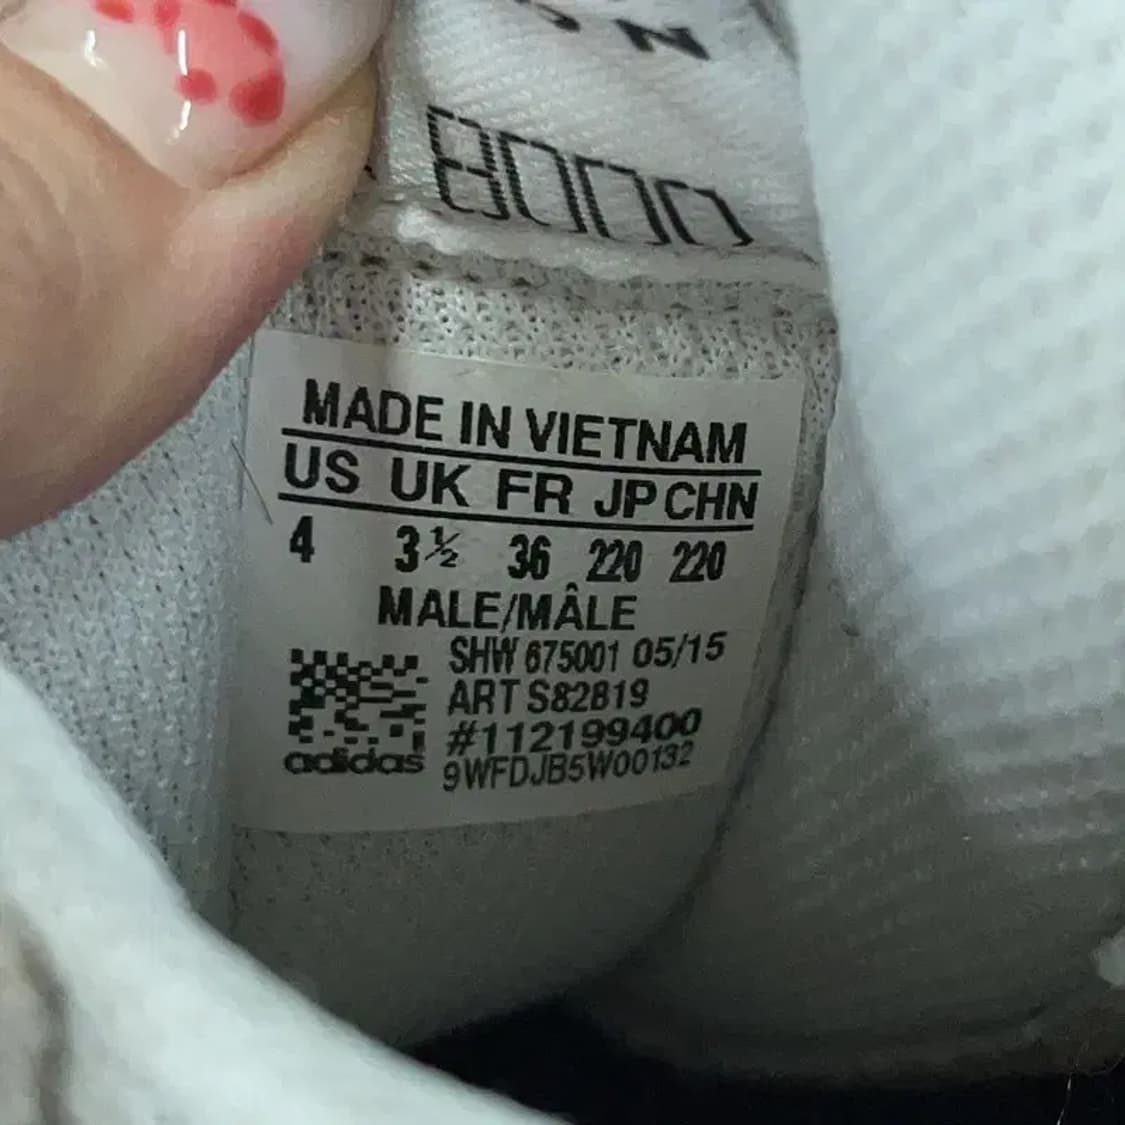 8000
MADE IN VIETNAM
US UK FR JP CHN
4 3½ 36 220 220
MALE/MÂLE
SHW 675001 05/15
ART S82819
#112199400
adidas 9WFDJB5W00132